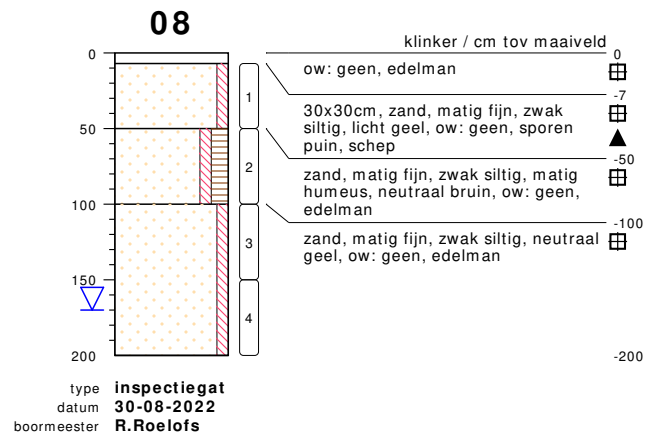 08
klinker / cm tov maaiveld
0
0
ow: geen, edelman
-7
30x30cm, zand, matig fijn, zwak
siltig, licht geel, ow: geen, sporen
puin, schep
1
50
-50
zand, matig fijn, zwak siltig, matig
humeus, neutraal bruin, ow: geen,
edelman
2
100
-100
zand, matig fijn, zwak siltig, neutraal
geel, ow: geen, edelman
3
150
4
200
-200
type inspectiegat
datum 30-08-2022
boormeester R.Roelofs